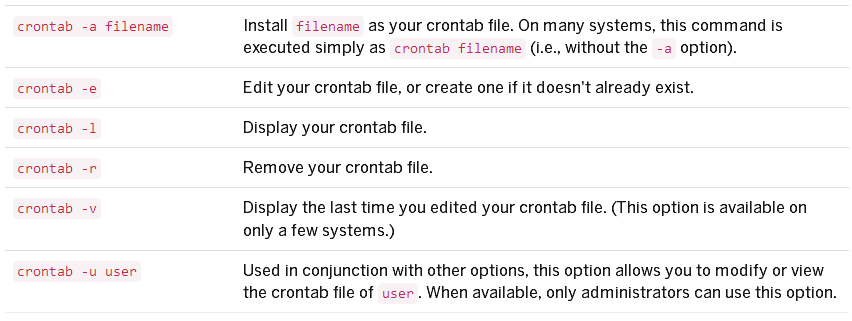 crontab -a filename Install filename as your crontab file. On many systems, this command is
executed simply as crontab filename (i.e., without the -a option).
crontab -e Edit your crontab file, or create one if it doesn't already exist.
crontab -l Display your crontab file.
crontab -r Remove your crontab file.
crontab -v Display the last time you edited your crontab file. (This option is available on
only a few systems.)
crontab -u user Used in conjunction with other options, this option allows you to modify or view
the crontab file of user. When available, only administrators can use this option.